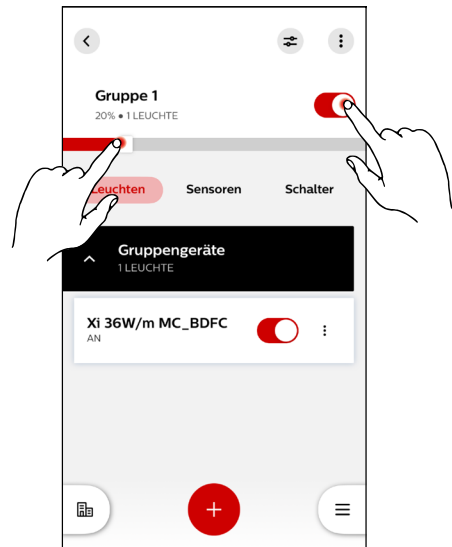 Gruppe 1
20% • 1 LEUCHTE
Leuchten Sensoren Schalter
Gruppengeräte
1 LEUCHTE
Xi 36W/m MC_BDFC
AN